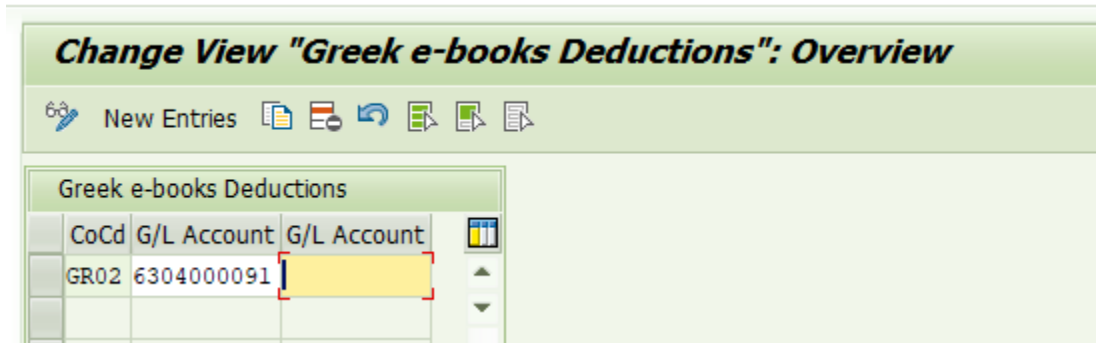 Change View "Greek e-books Deductions": Overview
New Entries
Greek e-books Deductions
CoCd G/L Account G/L Account
GR02 6304000091